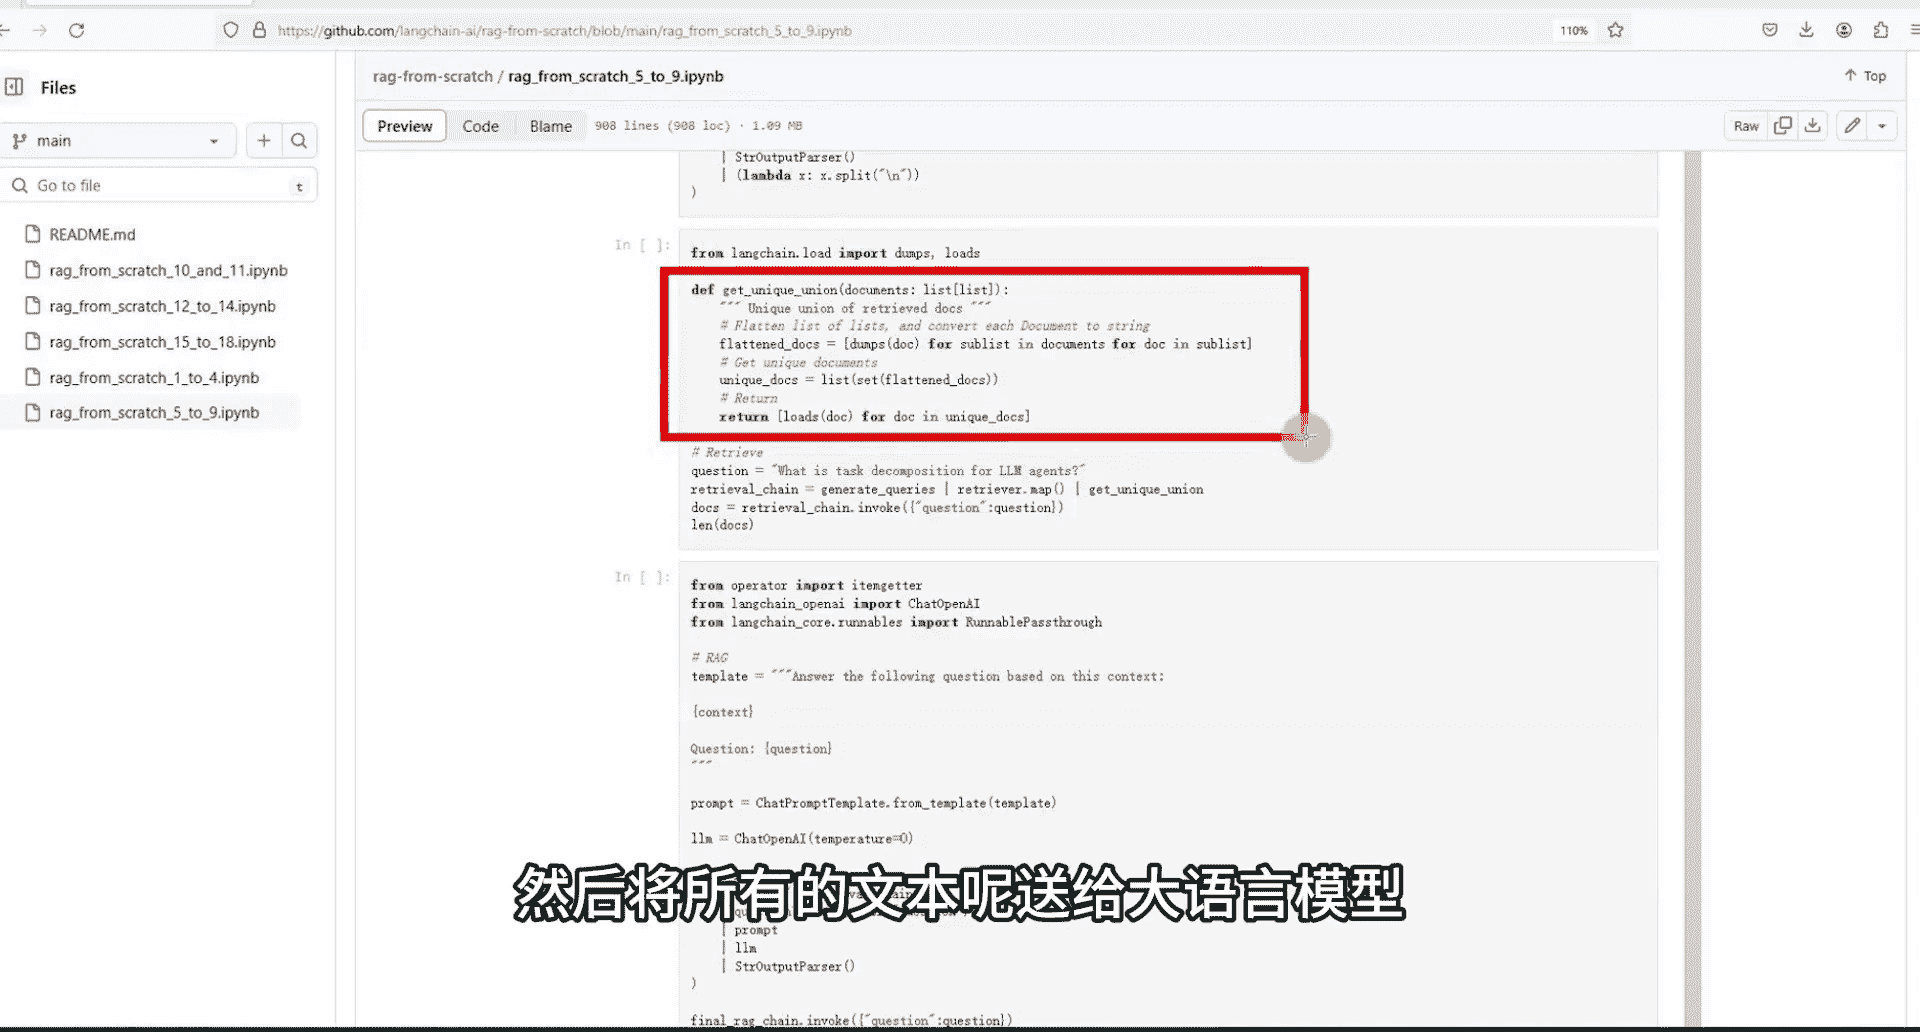 https://github.com/langchain-ai/rag-from-scratch/blob/main/rag_from_scratch_5_to_9.ipynb
110%
Files
rag-from-scratch / rag_from_scratch_5_to_9.ipynb
Top
main
Preview Code Blame 908 lines (908 loc) · 1.09 MB
Raw
Go to file
t
README.md
rag_from_scratch_10_and_11.ipynb
rag_from_scratch_12_to_14.ipynb
rag_from_scratch_15_to_18.ipynb
rag_from_scratch_1_to_4.ipynb
rag_from_scratch_5_to_9.ipynb
| StrOutputParser()
| (lambda x: x.split("\n"))
)
In [ ]:
from langchain.load import dumps, loads
def get_unique_union(documents: list[list]):
""" Unique union of retrieved docs """
# Flatten list of lists, and convert each Document to string
flattened_docs = [dumps(doc) for sublist in documents for doc in sublist]
# Get unique documents
unique_docs = list(set(flattened_docs))
# Return
return [loads(doc) for doc in unique_docs]
# Retrieve
question = "What is task decomposition for LLM agents?"
retrieval_chain = generate_queries | retriever.map() | get_unique_union
docs = retrieval_chain.invoke({"question":question})
len(docs)
In [ ]:
from operator import itemgetter
from langchain_openai import ChatOpenAI
from langchain_core.runnables import RunnablePassthrough
# RAG
template = """Answer the following question based on this context:
{context}
Question: {question}
"""
prompt = ChatPromptTemplate.from_template(template)
llm = ChatOpenAI(temperature=0)
然后将所有的文本呢送给大语言模型
| prompt
| llm
| StrOutputParser()
)
final_rag_chain.invoke({"question":question})